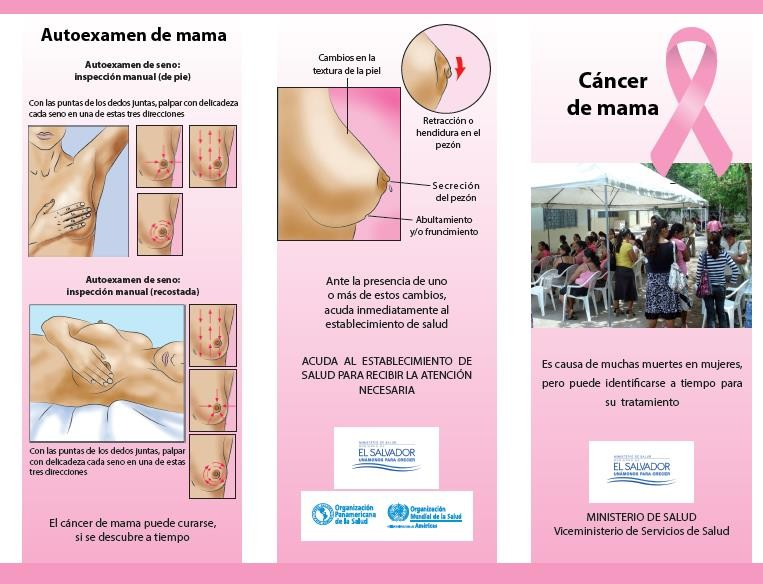 Autoexamen de mama
Autoexamen de seno:
inspección manual (de pie)
Con las puntas de los dedos juntas, palpar con delicadeza
cada seno en una de estas tres direcciones
Autoexamen de seno:
inspección manual (recostada)
Con las puntas de los dedos juntas, palpar
con delicadeza cada seno en una de estas
tres direcciones
El cáncer de mama puede curarse,
si se descubre a tiempo
Cambios en la
textura de la piel
Retracción o
hendidura en el
pezón
Secreción
del pezón
Abultamiento
y/o fruncimiento
Ante la presencia de uno
o más de estos cambios,
acuda inmediatamente al
establecimiento de salud
ACUDA AL ESTABLECIMIENTO DE
SALUD PARA RECIBIR LA ATENCIÓN
NECESARIA
MINISTERIO DE SALUD
EL SALVADOR
UNÁMONOS PARA CRECER
Organización
Panamericana
de la Salud
Organización
Mundial de la Salud
Américas
Cáncer
de mama
Es causa de muchas muertes en mujeres,
pero puede identificarse a tiempo para
su tratamiento
MINISTERIO DE SALUD
EL SALVADOR
UNÁMONOS PARA CRECER
MINISTERIO DE SALUD
Viceministerio de Servicios de Salud